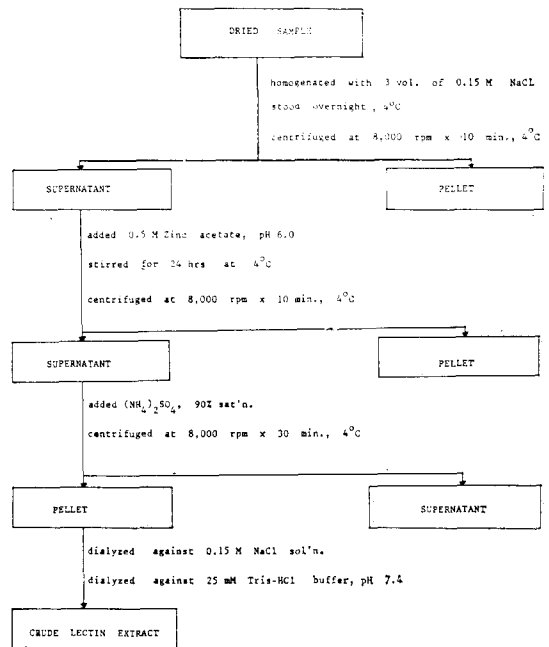 DRIED SAMPLE
homogenated with 3 vol. of 0.15 M NaCL
stood overnight, 4°C
centrifuged at 8,000 rpm x 10 min., 4°C
SUPERNATANT
PELLET
added 0.5 M Zinc acetate, pH 6.0
stirred for 24 hrs at 4°C
centrifuged at 8,000 rpm x 10 min., 4°C
SUPERNATANT
PELLET
added (NH4)2SO4, 90% sat'n.
centrifuged at 8,000 rpm x 30 min., 4°C
PELLET
SUPERNATANT
dialyzed against 0.15 M NaCl sol'n.
dialyzed against 25 mM Tris-HCl buffer, pH 7.4
CRUDE LECTIN EXTRACT